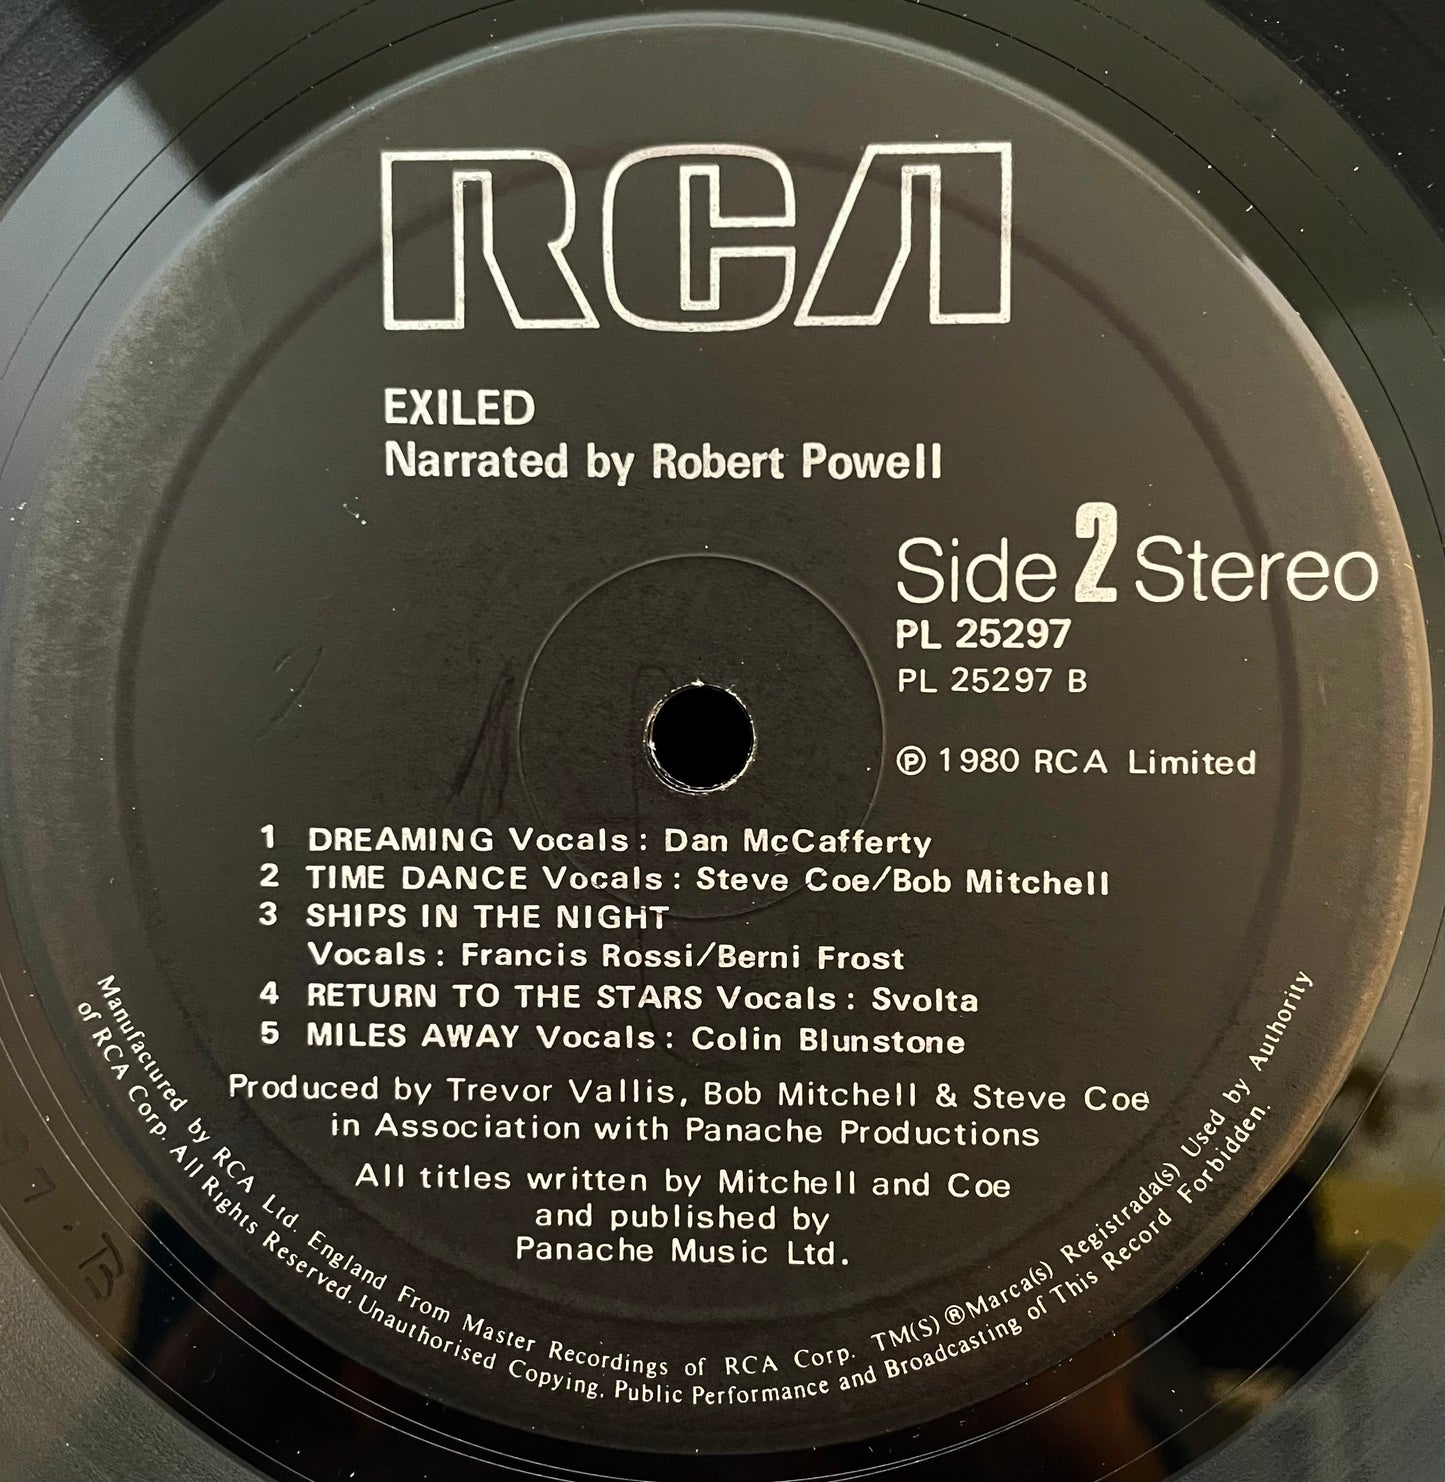 RCA
EXILED
Narrated by Robert Powell
Side 2 Stereo
PL 25297
PL 25297 B
Ⓟ 1980 RCA Limited
1 DREAMING Vocals: Dan McCafferty
2 TIME DANCE Vocals: Steve Coe/Bob Mitchell
3 SHIPS IN THE NIGHT
Vocals: Francis Rossi/Berni Frost
4 RETURN TO THE STARS Vocals: Svolta
5 MILES AWAY Vocals: Colin Blunstone
Produced by Trevor Vallis, Bob Mitchell & Steve Coe
in Association with Panache Productions
All titles written by Mitchell and Coe
and published by
Panache Music Ltd.
Manufactured by RCA Ltd. England From Master Recordings of RCA Corp. TM(S) ®Marca(s) Registrada(s) Used by Authority
of RCA Corp. All Rights Reserved. Unauthorised Copying, Public Performance and Broadcasting of This Record Forbidden.